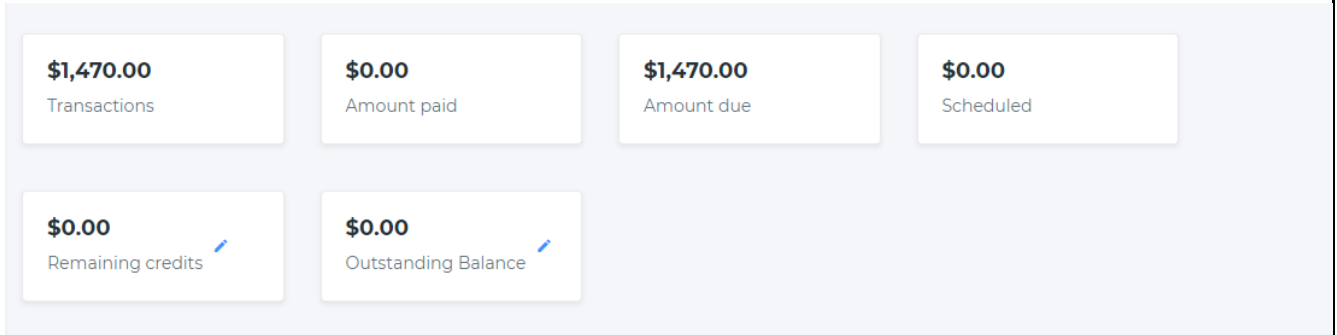 $1,470.00
Transactions
$0.00
Amount paid
$1,470.00
Amount due
$0.00
Scheduled
$0.00
Remaining credits
$0.00
Outstanding Balance